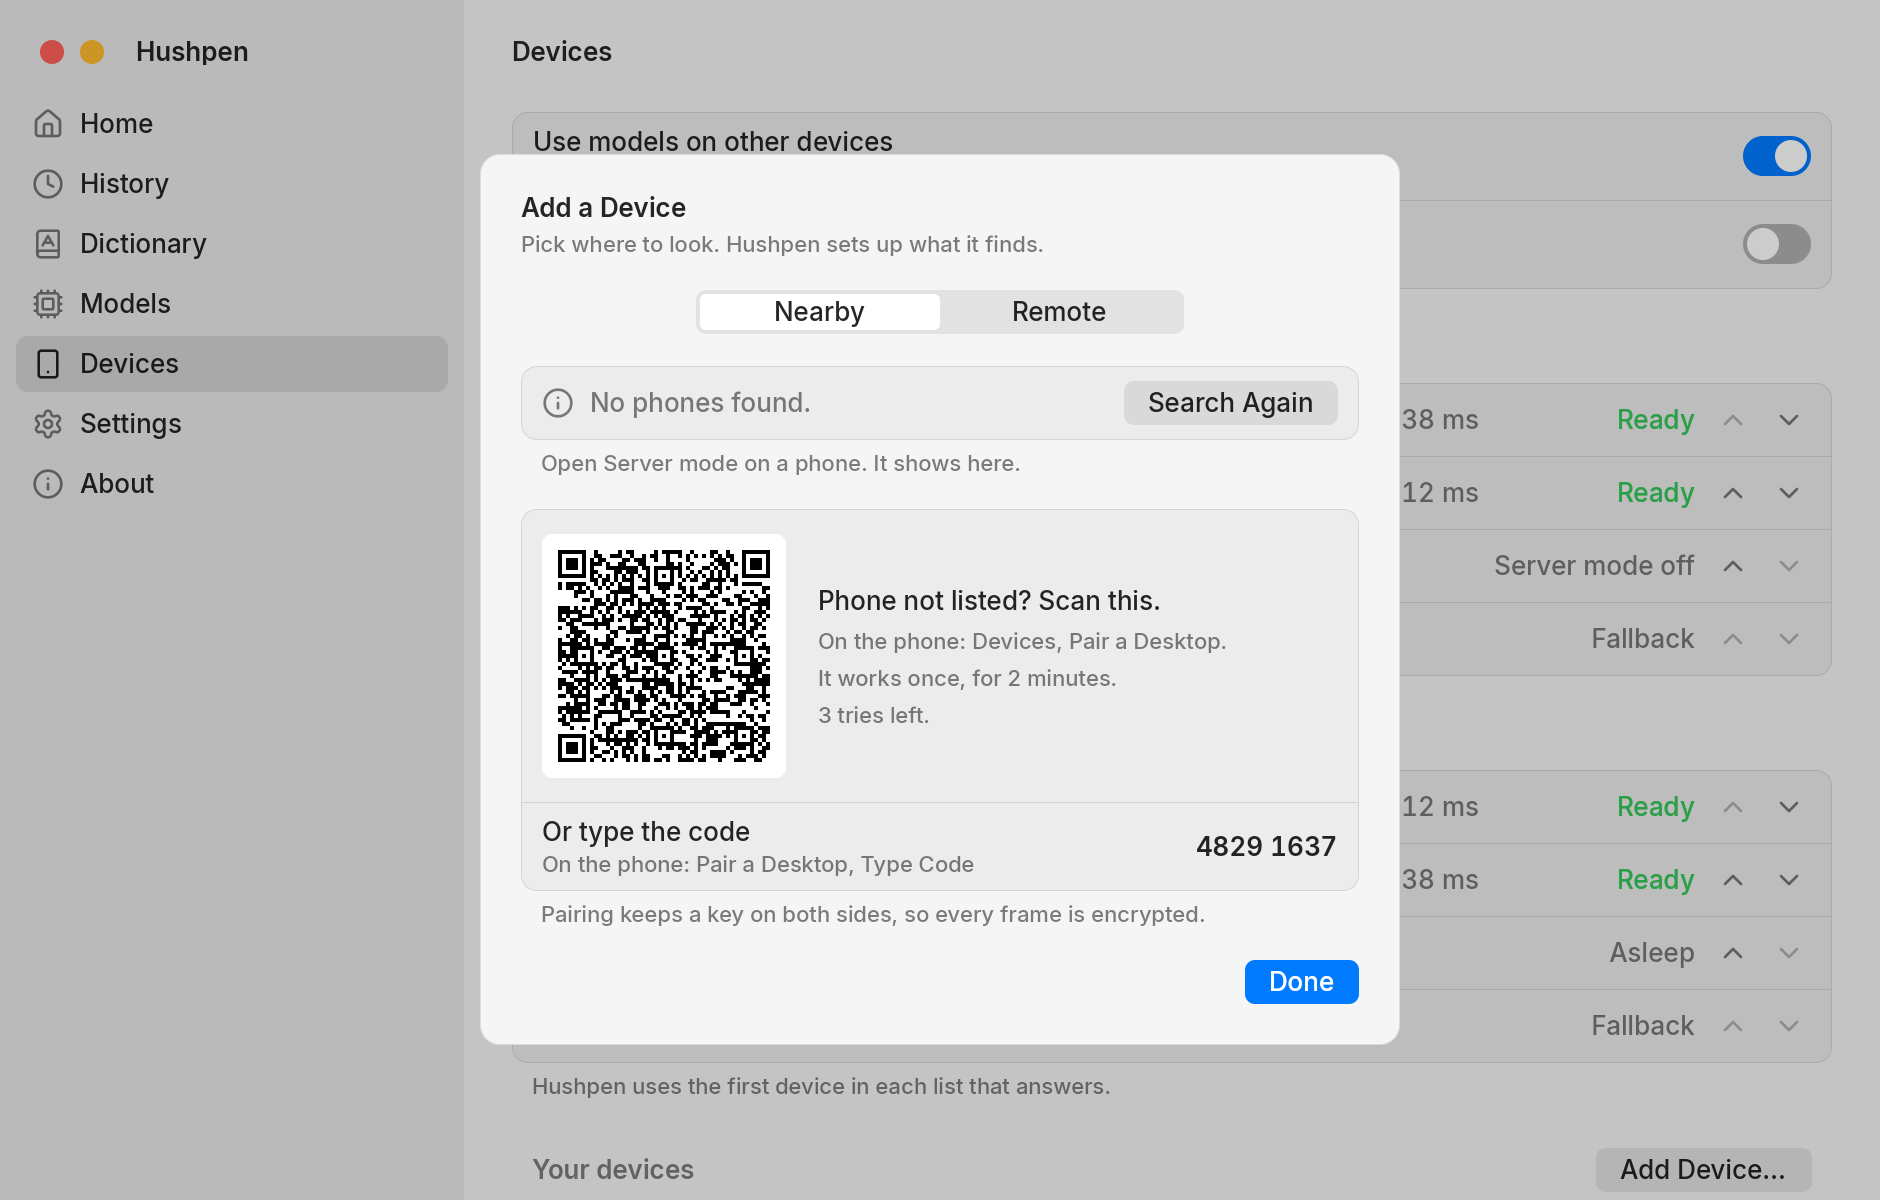 Hushpen
Home
History
Dictionary
Models
Devices
Settings
About
Devices
Use models on other devices
Add a Device
Pick where to look. Hushpen sets up what it finds.
Nearby
Remote
No phones found.
Search Again
Open Server mode on a phone. It shows here.
Phone not listed? Scan this.
On the phone: Devices, Pair a Desktop.
It works once, for 2 minutes.
3 tries left.
Or type the code
On the phone: Pair a Desktop, Type Code
4829 1637
Pairing keeps a key on both sides, so every frame is encrypted.
Done
38 ms Ready
12 ms Ready
Server mode off
Fallback
12 ms Ready
38 ms Ready
Asleep
Fallback
Hushpen uses the first device in each list that answers.
Your devices
Add Device...